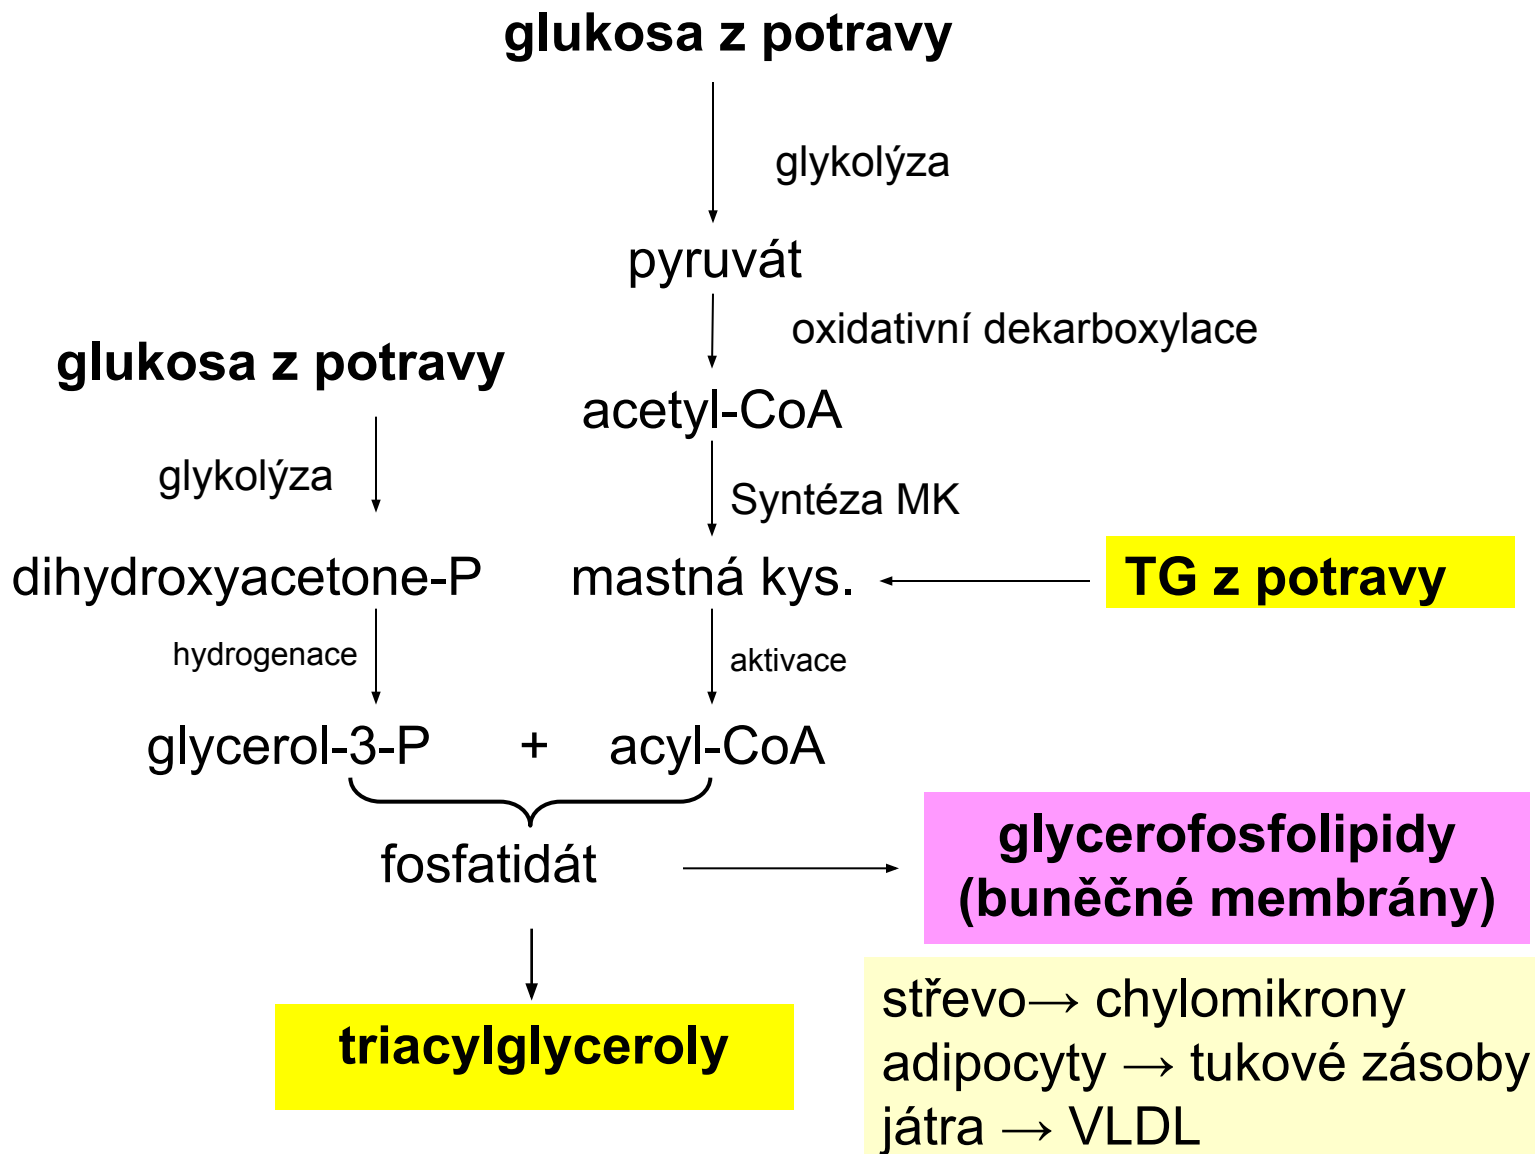 glukosa z potravy
glykolýza
pyruvát
oxidativní dekarboxylace
glukosa z potravy
acetyl-CoA
glykolýza
Syntéza MK
dihydroxyacetone-P
mastná kys.
TG z potravy
hydrogenace
aktivace
glycerol-3-P + acyl-CoA
fosfatidát
glycerofosfolipidy
(buněčné membrány)
triacylglyceroly
střevo→ chylomikrony
adipocyty → tukové zásoby
játra → VLDL